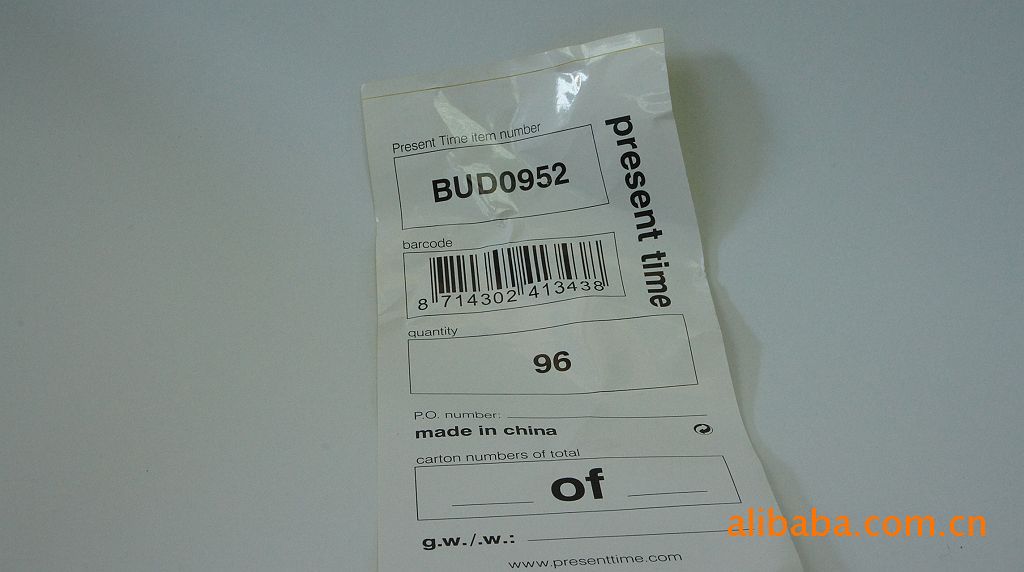 Present Time item number
BUD0952
present time
barcode
8 714302 413438
quantity
96
P.O. number:
made in china
carton numbers of total
of
g.w./.w.:
www.presenttime.com
alibaba.com.cn